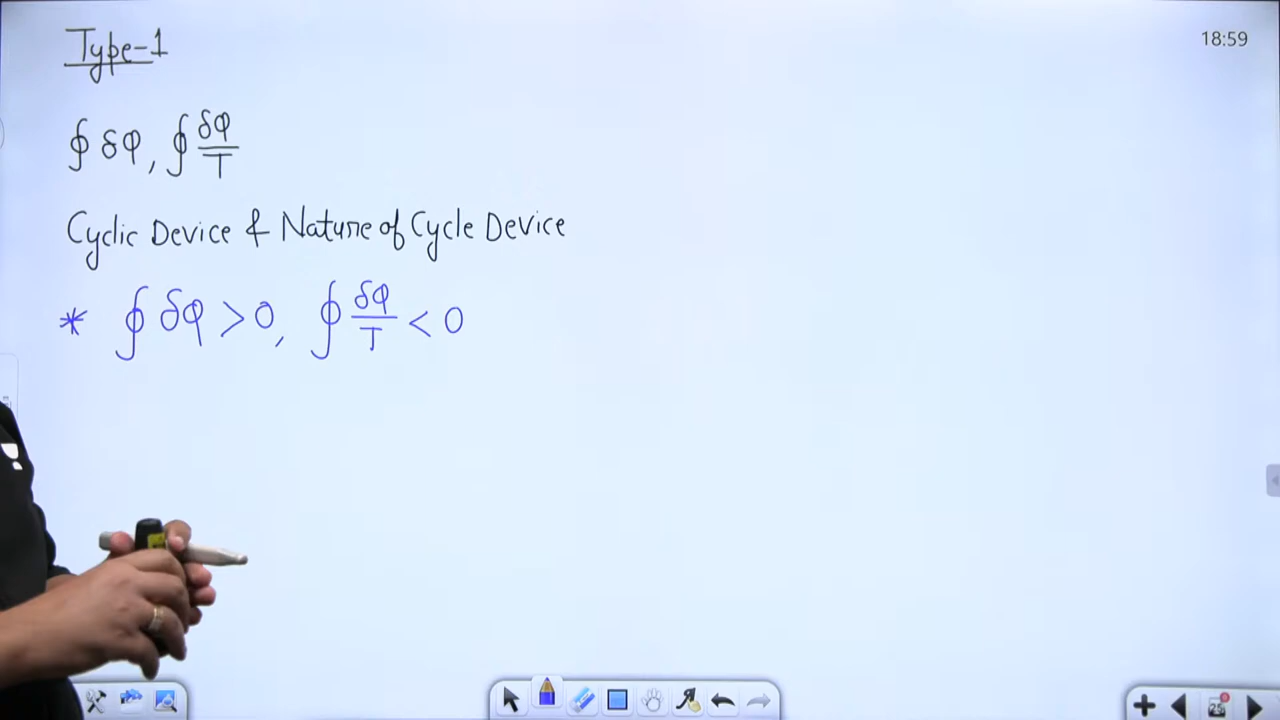 Type-1
18:59
∮ δQ, ∮ δQ/T
Cyclic Device & Nature of Cycle Device
* ∮ δQ > 0, ∮ δQ/T < 0